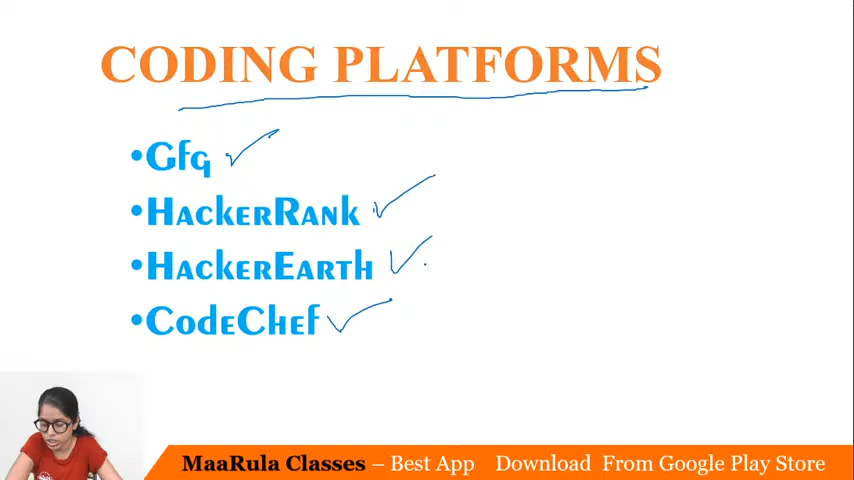 CODING PLATFORMS
•Gfg
•HackerRank
•HackerEarth
•CodeChef
MaaRula Classes – Best App Download From Google Play Store